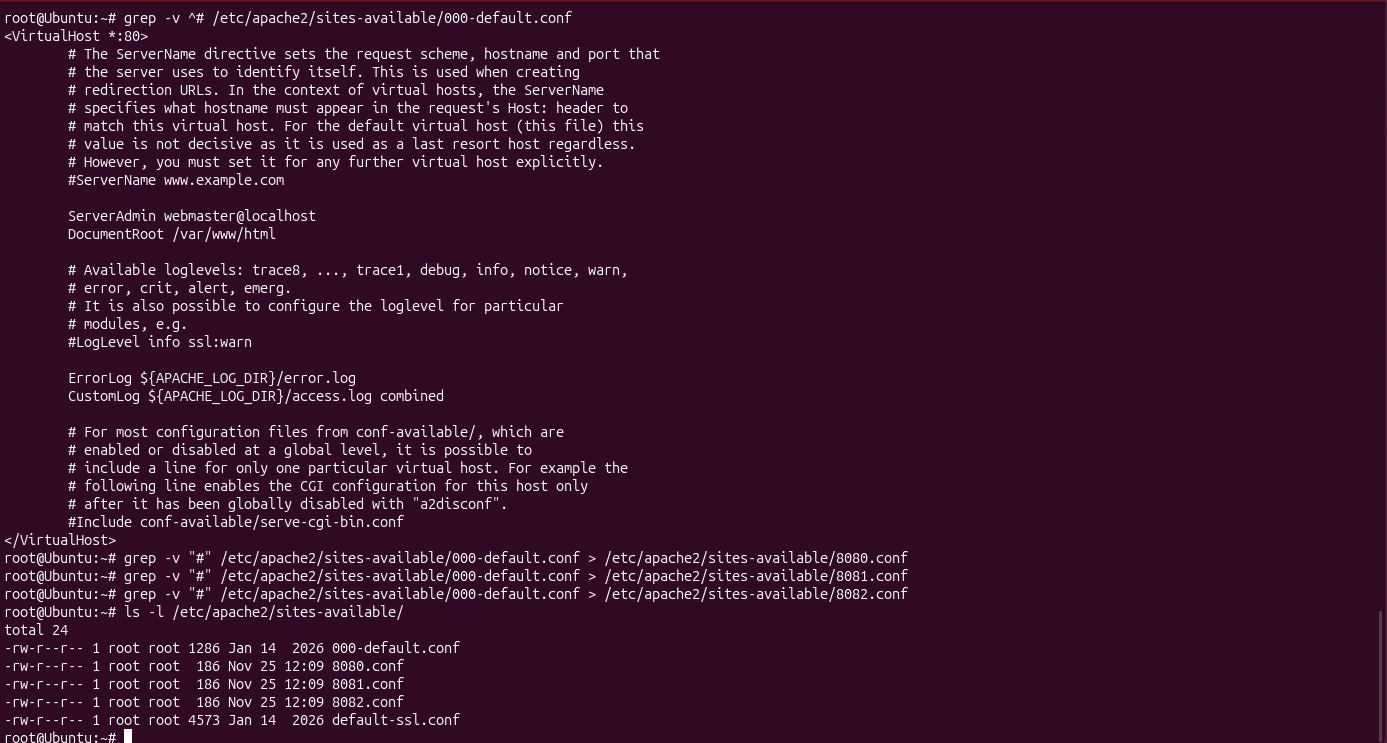 root@Ubuntu:~# grep -v ^# /etc/apache2/sites-available/000-default.conf
<VirtualHost *:80>
        # The ServerName directive sets the request scheme, hostname and port that
        # the server uses to identify itself. This is used when creating
        # redirection URLs. In the context of virtual hosts, the ServerName
        # specifies what hostname must appear in the request's Host: header to
        # match this virtual host. For the default virtual host (this file) this
        # value is not decisive as it is used as a last resort host regardless.
        # However, you must set it for any further virtual host explicitly.
        #ServerName www.example.com

        ServerAdmin webmaster@localhost
        DocumentRoot /var/www/html

        # Available loglevels: trace8, ..., trace1, debug, info, notice, warn,
        # error, crit, alert, emerg.
        # It is also possible to configure the loglevel for particular
        # modules, e.g.
        #LogLevel info ssl:warn

        ErrorLog ${APACHE_LOG_DIR}/error.log
        CustomLog ${APACHE_LOG_DIR}/access.log combined

        # For most configuration files from conf-available/, which are
        # enabled or disabled at a global level, it is possible to
        # include a line for only one particular virtual host. For example the
        # following line enables the CGI configuration for this host only
        # after it has been globally disabled with "a2disconf".
        #Include conf-available/serve-cgi-bin.conf
</VirtualHost>
root@Ubuntu:~# grep -v "#" /etc/apache2/sites-available/000-default.conf > /etc/apache2/sites-available/8080.conf
root@Ubuntu:~# grep -v "#" /etc/apache2/sites-available/000-default.conf > /etc/apache2/sites-available/8081.conf
root@Ubuntu:~# grep -v "#" /etc/apache2/sites-available/000-default.conf > /etc/apache2/sites-available/8082.conf
root@Ubuntu:~# ls -l /etc/apache2/sites-available/
total 24
-rw-r--r-- 1 root root 1286 Jan 14  2026 000-default.conf
-rw-r--r-- 1 root root  186 Nov 25 12:09 8080.conf
-rw-r--r-- 1 root root  186 Nov 25 12:09 8081.conf
-rw-r--r-- 1 root root  186 Nov 25 12:09 8082.conf
-rw-r--r-- 1 root root 4573 Jan 14  2026 default-ssl.conf
root@Ubuntu:~#